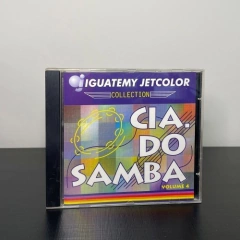 IGUATEMY JETCOLOR
COLLECTION
CIA.
DO
SAMBA
VOLUME 4